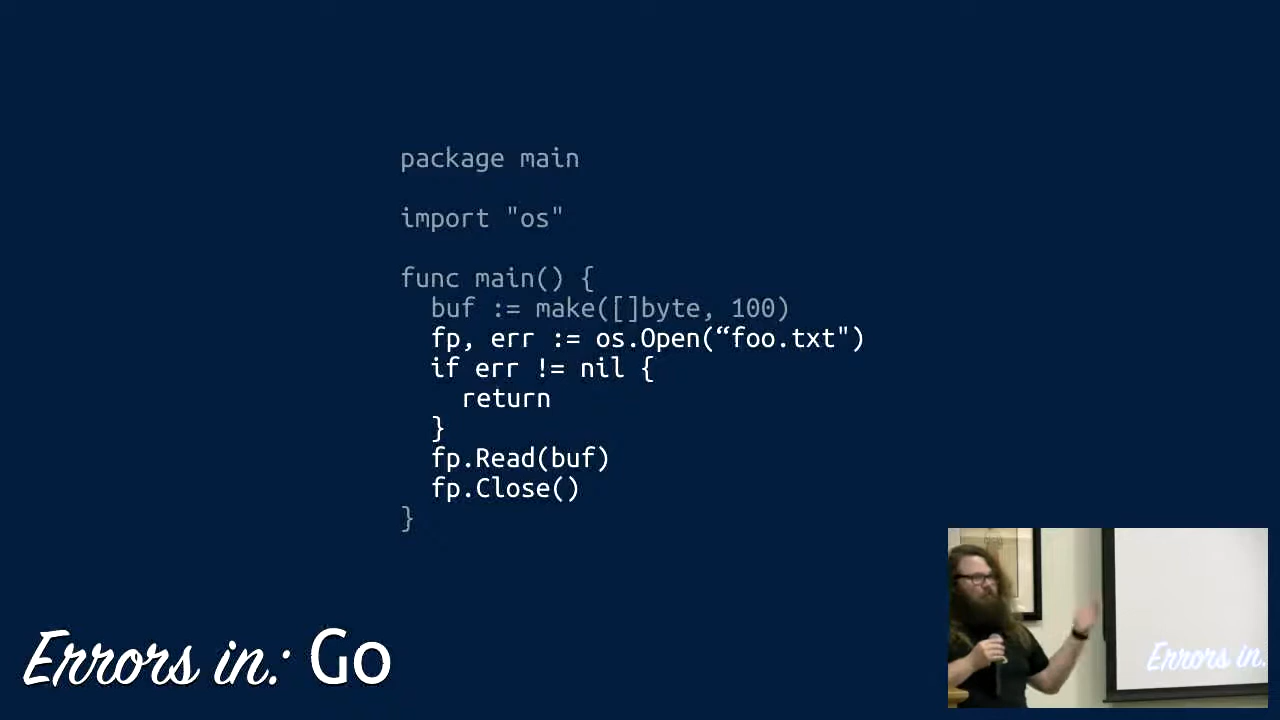 package main
import "os"
func main() {
buf := make([]byte, 100)
fp, err := os.Open(“foo.txt")
if err != nil {
return
}
fp.Read(buf)
fp.Close()
}
Errors in: Go
Errors in: